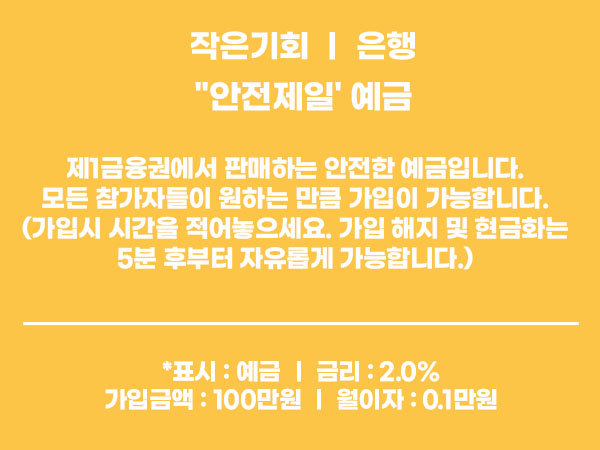 작은기회 ㅣ 은행
"안전제일' 예금
제1금융권에서 판매하는 안전한 예금입니다.
모든 참가자들이 원하는 만큼 가입이 가능합니다.
(가입시 시간을 적어놓으세요. 가입 해지 및 현금화는
5분 후부터 자유롭게 가능합니다.)
*표시 : 예금 ㅣ 금리 : 2.0%
가입금액 : 100만원 ㅣ 월이자 : 0.1만원